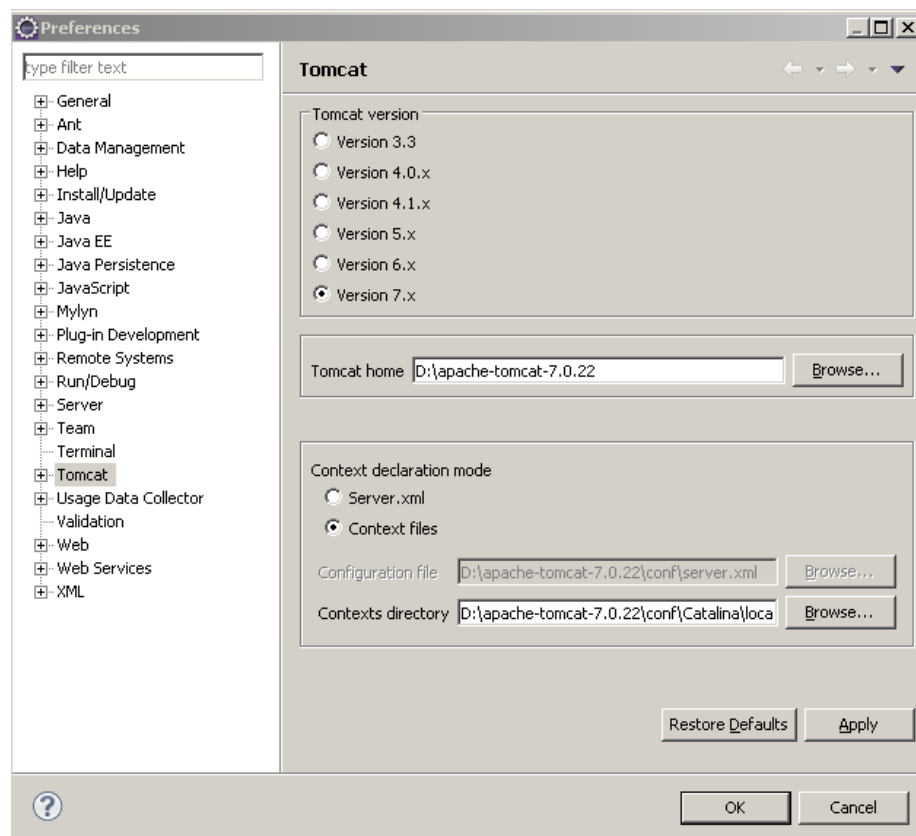 Preferences
type filter text
General
Ant
Data Management
Help
Install/Update
Java
Java EE
Java Persistence
JavaScript
Mylyn
Plug-in Development
Remote Systems
Run/Debug
Server
Team
Terminal
Tomcat
Usage Data Collector
Validation
Web
Web Services
XML
Tomcat
Tomcat version
Version 3.3
Version 4.0.x
Version 4.1.x
Version 5.x
Version 6.x
Version 7.x
Tomcat home D:\apache-tomcat-7.0.22 Browse...
Context declaration mode
Server.xml
Context files
Configuration file D:\apache-tomcat-7.0.22\conf\server.xml Browse...
Contexts directory D:\apache-tomcat-7.0.22\conf\Catalina\loca Browse...
Restore Defaults Apply
OK Cancel